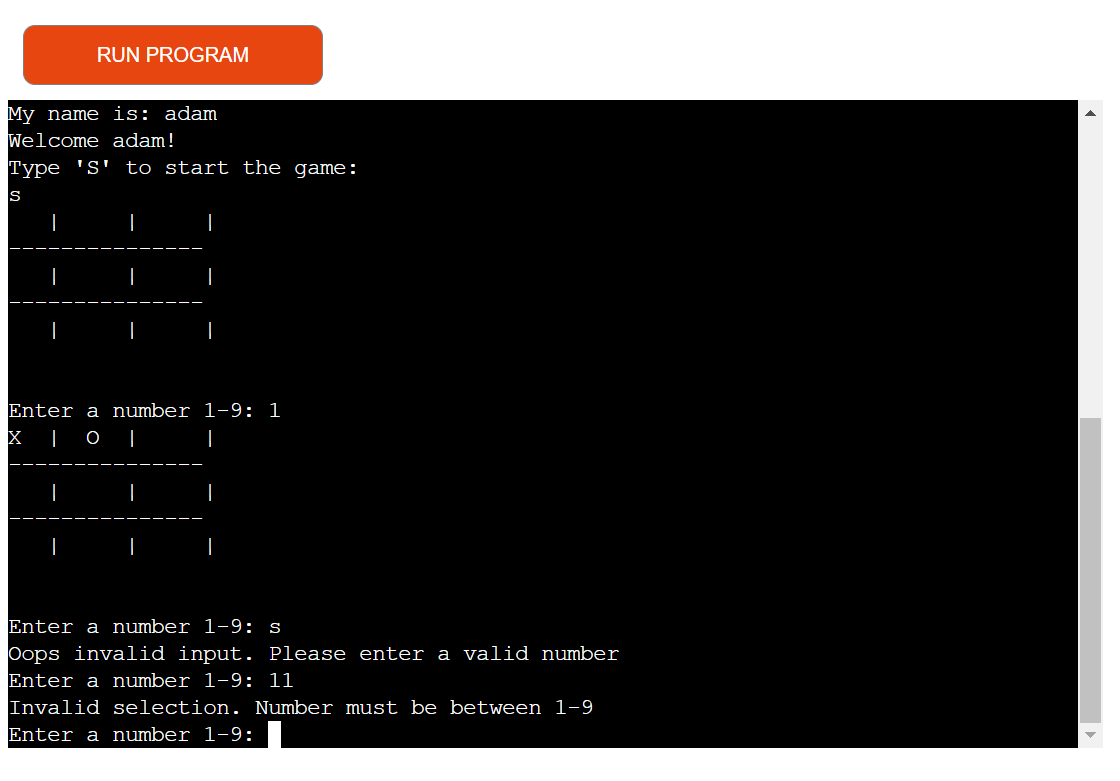 RUN PROGRAM
My name is: adam
Welcome adam!
Type 'S' to start the game:
s
   |     |     |
---------------
   |     |     |
---------------
   |     |     |
Enter a number 1-9: 1
X  |  O  |     |
---------------
   |     |     |
---------------
   |     |     |
Enter a number 1-9: s
Oops invalid input. Please enter a valid number
Enter a number 1-9: 11
Invalid selection. Number must be between 1-9
Enter a number 1-9: